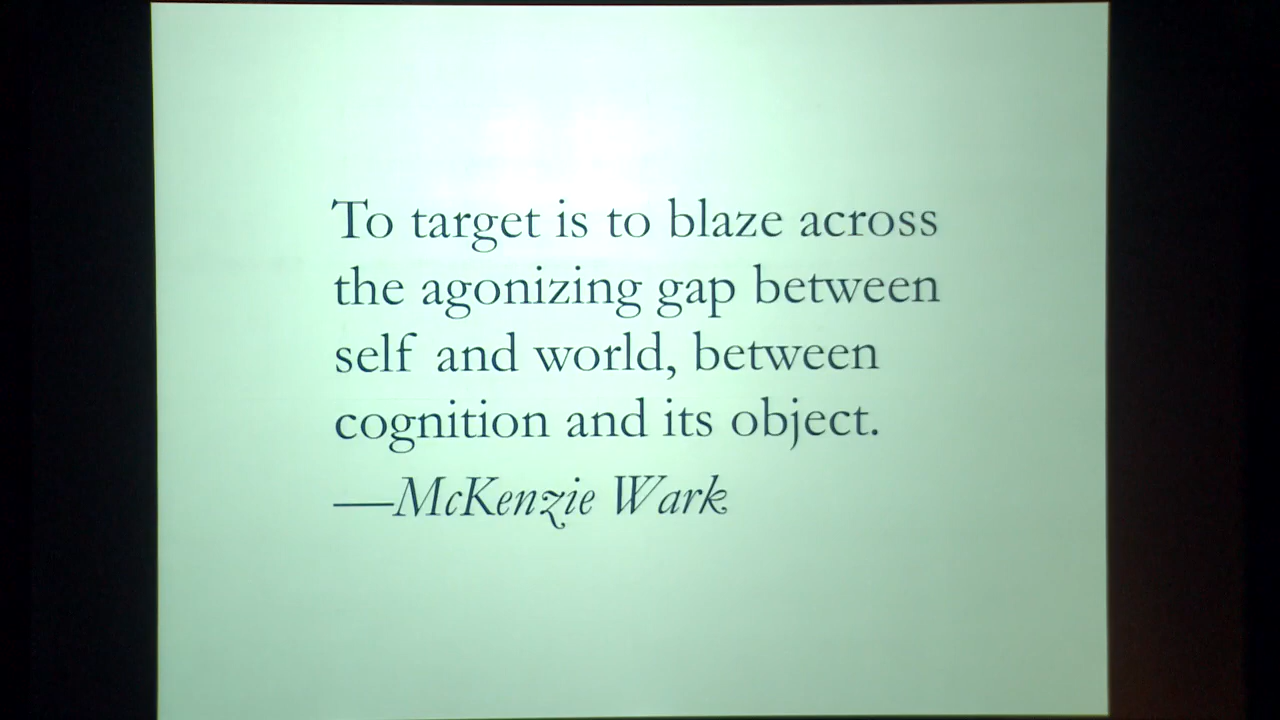 To target is to blaze across
the agonizing gap between
self and world, between
cognition and its object.
—McKenzie Wark